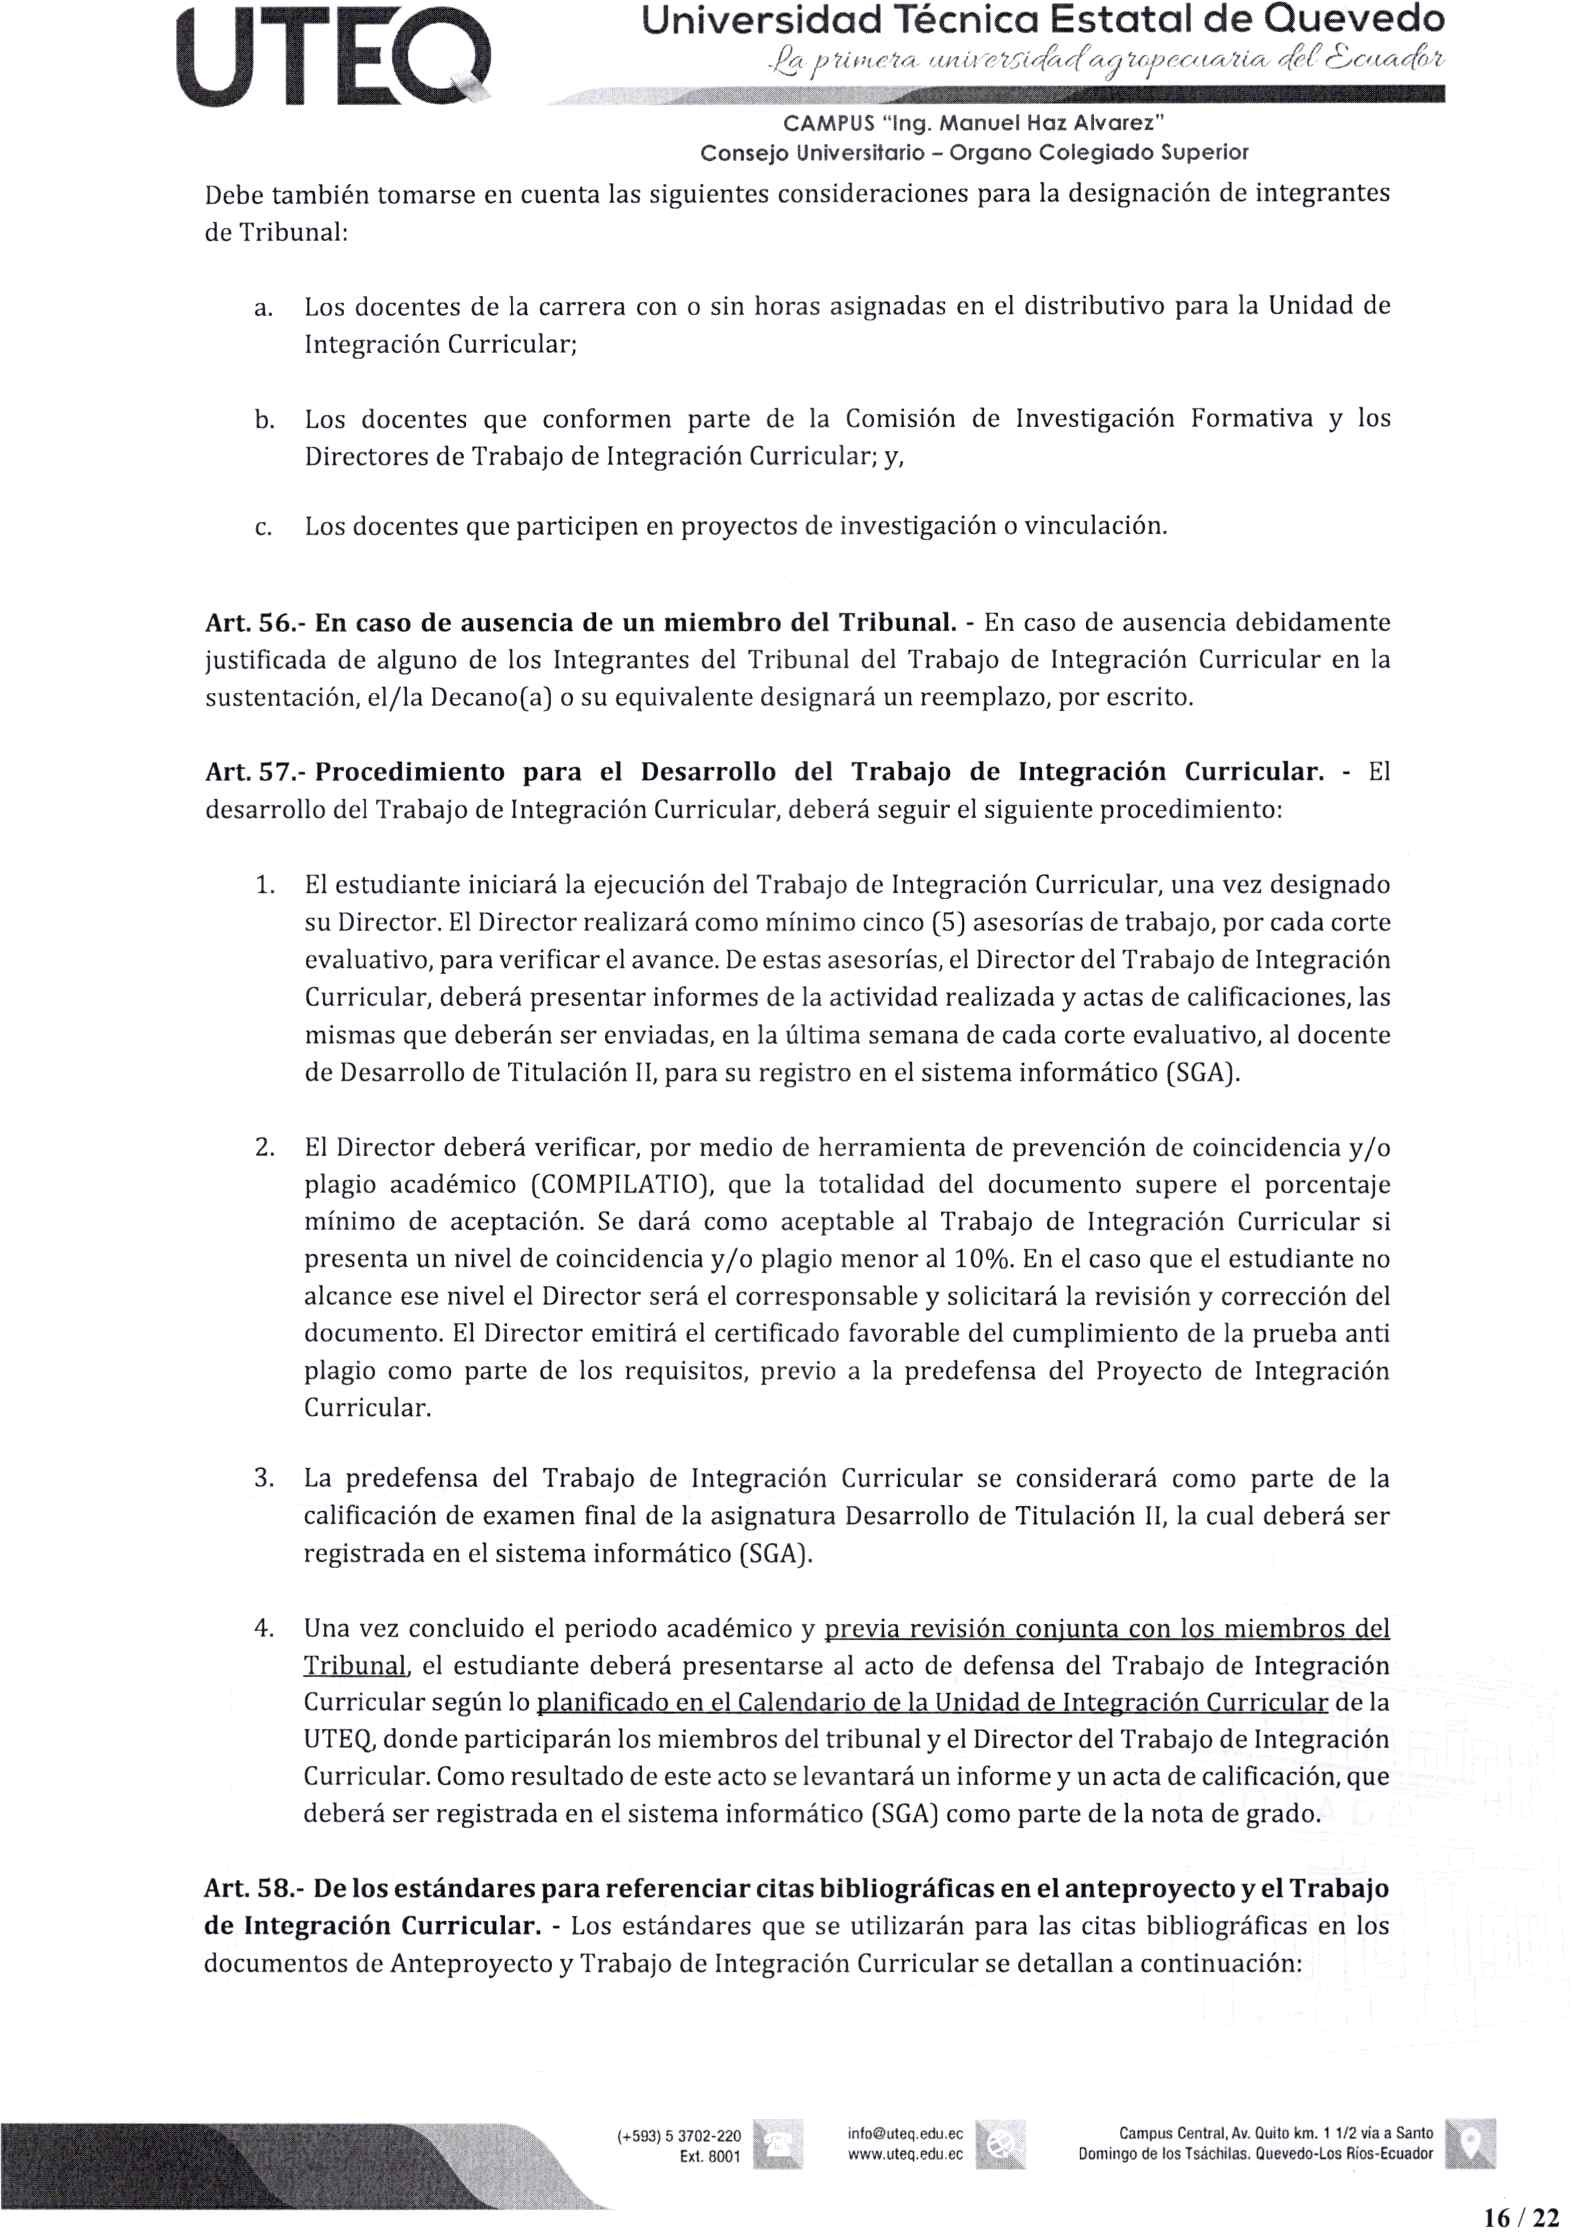 UTEQ
Universidad Técnica Estatal de Quevedo
La primera universidad agropecuaria del Ecuador
CAMPUS “Ing. Manuel Haz Alvarez”
Consejo Universitario – Organo Colegiado Superior
Debe también tomarse en cuenta las siguientes consideraciones para la designación de integrantes
de Tribunal:
a. Los docentes de la carrera con o sin horas asignadas en el distributivo para la Unidad de
Integración Curricular;
b. Los docentes que conformen parte de la Comisión de Investigación Formativa y los
Directores de Trabajo de Integración Curricular; y,
c. Los docentes que participen en proyectos de investigación o vinculación.
Art. 56.- En caso de ausencia de un miembro del Tribunal. - En caso de ausencia debidamente
justificada de alguno de los Integrantes del Tribunal del Trabajo de Integración Curricular en la
sustentación, el/la Decano(a) o su equivalente designará un reemplazo, por escrito.
Art. 57.- Procedimiento para el Desarrollo del Trabajo de Integración Curricular. - El
desarrollo del Trabajo de Integración Curricular, deberá seguir el siguiente procedimiento:
1. El estudiante iniciará la ejecución del Trabajo de Integración Curricular, una vez designado
su Director. El Director realizará como mínimo cinco (5) asesorías de trabajo, por cada corte
evaluativo, para verificar el avance. De estas asesorías, el Director del Trabajo de Integración
Curricular, deberá presentar informes de la actividad realizada y actas de calificaciones, las
mismas que deberán ser enviadas, en la última semana de cada corte evaluativo, al docente
de Desarrollo de Titulación II, para su registro en el sistema informático (SGA).
2. El Director deberá verificar, por medio de herramienta de prevención de coincidencia y/o
plagio académico (COMPILATIO), que la totalidad del documento supere el porcentaje
mínimo de aceptación. Se dará como aceptable al Trabajo de Integración Curricular si
presenta un nivel de coincidencia y/o plagio menor al 10%. En el caso que el estudiante no
alcance ese nivel el Director será el corresponsable y solicitará la revisión y corrección del
documento. El Director emitirá el certificado favorable del cumplimiento de la prueba anti
plagio como parte de los requisitos, previo a la predefensa del Proyecto de Integración
Curricular.
3. La predefensa del Trabajo de Integración Curricular se considerará como parte de la
calificación de examen final de la asignatura Desarrollo de Titulación II, la cual deberá ser
registrada en el sistema informático (SGA).
4. Una vez concluido el periodo académico y previa revisión conjunta con los miembros del
Tribunal, el estudiante deberá presentarse al acto de defensa del Trabajo de Integración
Curricular según lo planificado en el Calendario de la Unidad de Integración Curricular de la
UTEQ, donde participarán los miembros del tribunal y el Director del Trabajo de Integración
Curricular. Como resultado de este acto se levantará un informe y un acta de calificación, que
deberá ser registrada en el sistema informático (SGA) como parte de la nota de grado.
Art. 58.- De los estándares para referenciar citas bibliográficas en el anteproyecto y el Trabajo
de Integración Curricular. - Los estándares que se utilizarán para las citas bibliográficas en los
documentos de Anteproyecto y Trabajo de Integración Curricular se detallan a continuación:
(+593) 5 3702-220
Ext. 8001
info@uteq.edu.ec
www.uteq.edu.ec
Campus Central, Av. Quito km. 1 1/2 vía a Santo
Domingo de los Tsáchilas. Quevedo-Los Ríos-Ecuador
16 / 22